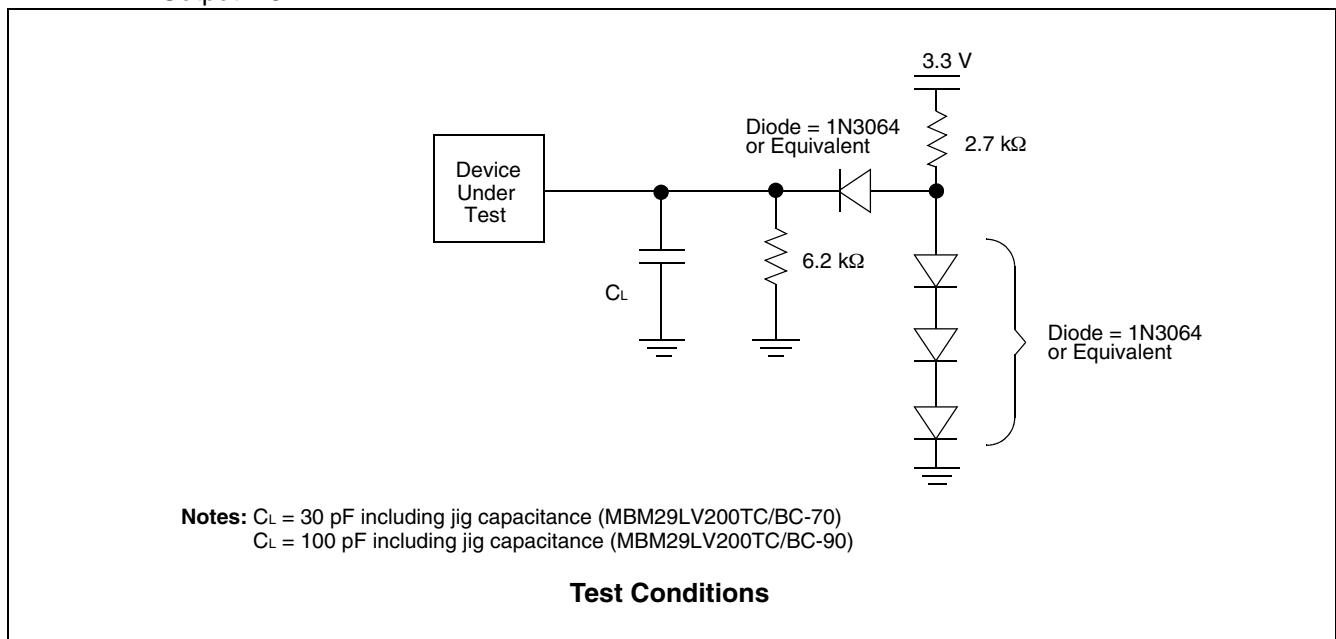 3.3 V
Diode = 1N3064
or Equivalent
2.7 kΩ
Device
Under
Test
6.2 kΩ
CL
Diode = 1N3064
or Equivalent
Notes: CL = 30 pF including jig capacitance (MBM29LV200TC/BC-70)
CL = 100 pF including jig capacitance (MBM29LV200TC/BC-90)
Test Conditions